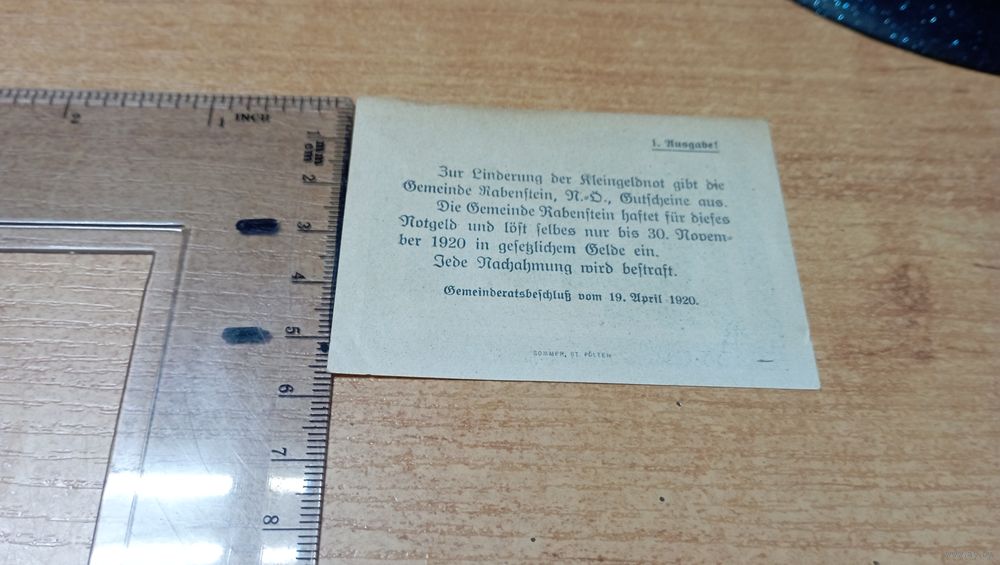 1. Ausgabe!
Zur Linderung der Kleingeldnot gibt die
Gemeinde Rabenstein, N.-Ö., Gutscheine aus.
Die Gemeinde Rabenstein haftet für dieses
Notgeld und löst selbes nur bis 30. Novem-
ber 1920 in gesetzlichem Gelde ein.
Jede Nachahmung wird bestraft.
Gemeinderatsbeschluß vom 19. April 1920.
SOMMER, ST. PÖLTEN
2 1 INCH
mm
cm
1
2
3
4
5
6
7
8